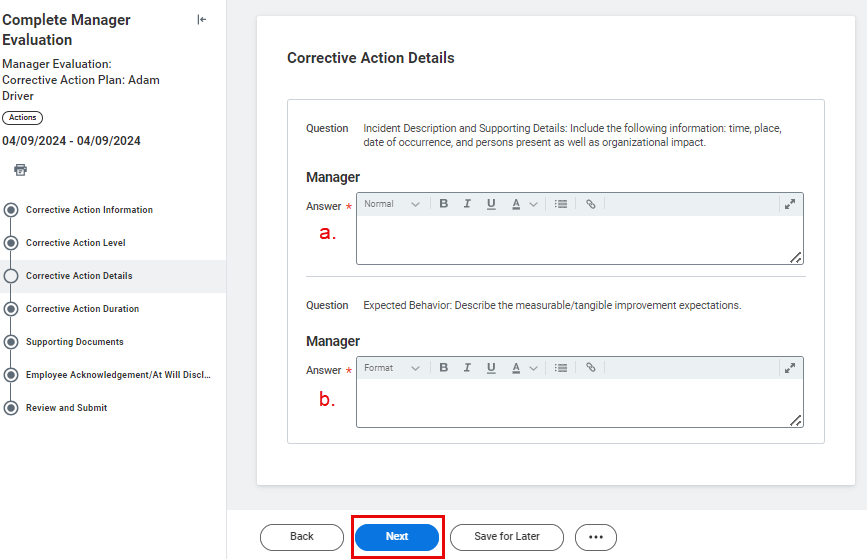 Complete Manager
Evaluation
Manager Evaluation:
Corrective Action Plan: Adam
Driver
Actions
04/09/2024 - 04/09/2024
Corrective Action Information
Corrective Action Level
Corrective Action Details
Corrective Action Duration
Supporting Documents
Employee Acknowledgement/At Will Discl...
Review and Submit
Corrective Action Details
Question Incident Description and Supporting Details: Include the following information: time, place,
date of occurrence, and persons present as well as organizational impact.
Manager
Answer * Normal B I U A
a.
Question Expected Behavior: Describe the measurable/tangible improvement expectations.
Manager
Answer * Format B I U A
b.
Back Next Save for Later ...